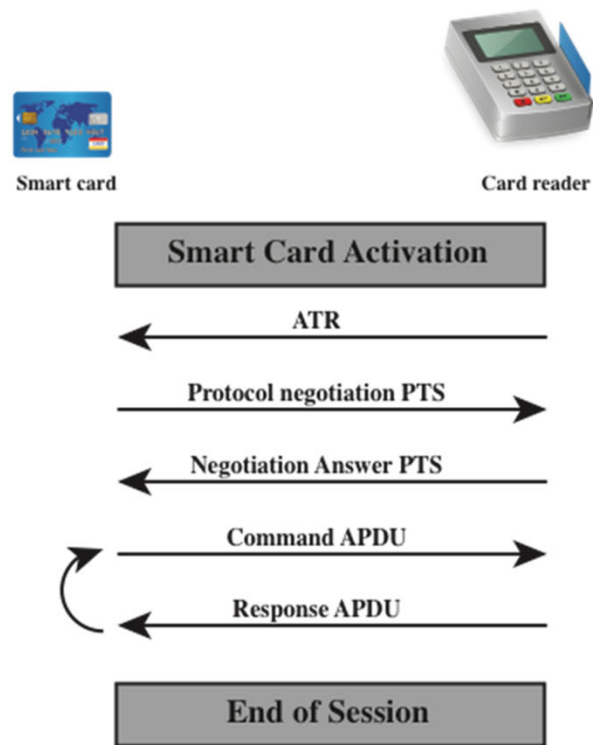 Smart card
Card reader
Smart Card Activation
ATR
Protocol negotiation PTS
Negotiation Answer PTS
Command APDU
Response APDU
End of Session